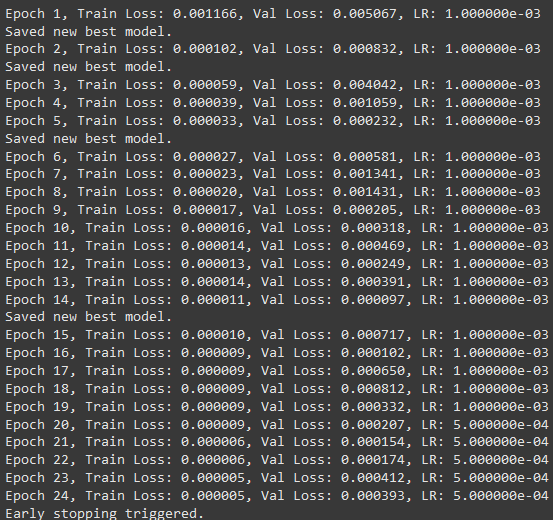 Epoch 1, Train Loss: 0.001166, Val Loss: 0.005067, LR: 1.000000e-03
Saved new best model.
Epoch 2, Train Loss: 0.000102, Val Loss: 0.000832, LR: 1.000000e-03
Saved new best model.
Epoch 3, Train Loss: 0.000059, Val Loss: 0.004042, LR: 1.000000e-03
Epoch 4, Train Loss: 0.000039, Val Loss: 0.001059, LR: 1.000000e-03
Epoch 5, Train Loss: 0.000033, Val Loss: 0.000232, LR: 1.000000e-03
Saved new best model.
Epoch 6, Train Loss: 0.000027, Val Loss: 0.000581, LR: 1.000000e-03
Epoch 7, Train Loss: 0.000023, Val Loss: 0.001341, LR: 1.000000e-03
Epoch 8, Train Loss: 0.000020, Val Loss: 0.001431, LR: 1.000000e-03
Epoch 9, Train Loss: 0.000017, Val Loss: 0.000205, LR: 1.000000e-03
Epoch 10, Train Loss: 0.000016, Val Loss: 0.000318, LR: 1.000000e-03
Epoch 11, Train Loss: 0.000014, Val Loss: 0.000469, LR: 1.000000e-03
Epoch 12, Train Loss: 0.000013, Val Loss: 0.000249, LR: 1.000000e-03
Epoch 13, Train Loss: 0.000014, Val Loss: 0.000391, LR: 1.000000e-03
Epoch 14, Train Loss: 0.000011, Val Loss: 0.000097, LR: 1.000000e-03
Saved new best model.
Epoch 15, Train Loss: 0.000010, Val Loss: 0.000717, LR: 1.000000e-03
Epoch 16, Train Loss: 0.000009, Val Loss: 0.000102, LR: 1.000000e-03
Epoch 17, Train Loss: 0.000009, Val Loss: 0.000650, LR: 1.000000e-03
Epoch 18, Train Loss: 0.000009, Val Loss: 0.000812, LR: 1.000000e-03
Epoch 19, Train Loss: 0.000009, Val Loss: 0.000332, LR: 1.000000e-03
Epoch 20, Train Loss: 0.000009, Val Loss: 0.000207, LR: 5.000000e-04
Epoch 21, Train Loss: 0.000006, Val Loss: 0.000154, LR: 5.000000e-04
Epoch 22, Train Loss: 0.000006, Val Loss: 0.000174, LR: 5.000000e-04
Epoch 23, Train Loss: 0.000005, Val Loss: 0.000412, LR: 5.000000e-04
Epoch 24, Train Loss: 0.000005, Val Loss: 0.000393, LR: 5.000000e-04
Early stopping triggered.